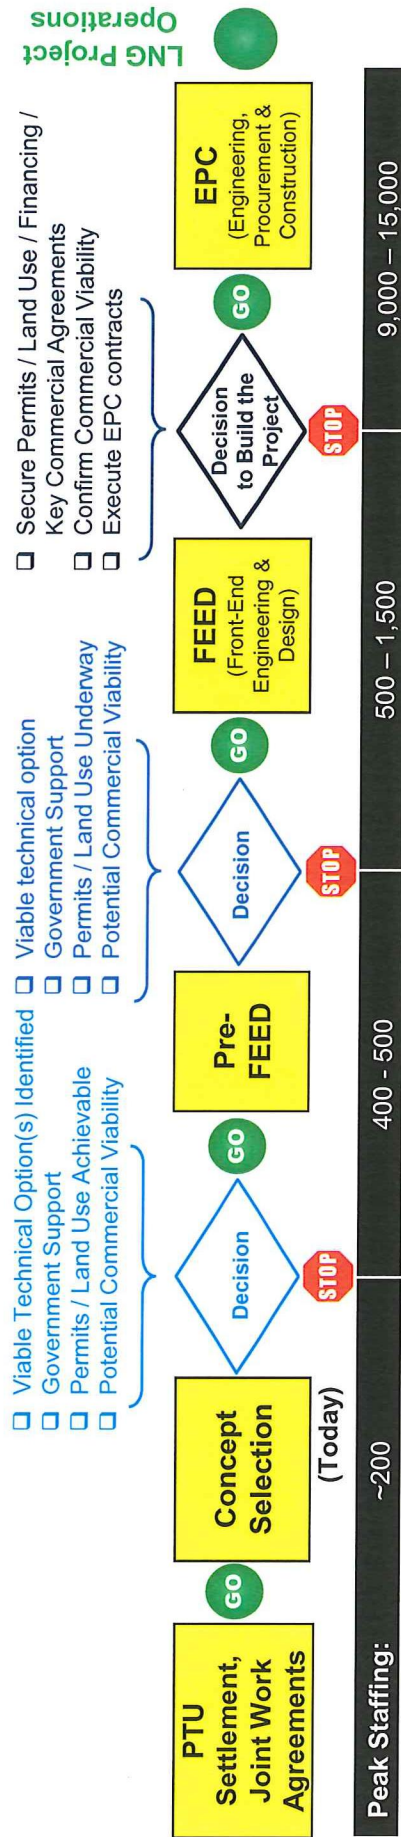 ❑ Viable Technical Option(s) Identified
❑ Government Support
❑ Permits / Land Use Achievable
❑ Potential Commercial Viability
❑ Viable technical option
❑ Government Support
❑ Permits / Land Use Underway
❑ Potential Commercial Viability
❑ Secure Permits / Land Use / Financing /
Key Commercial Agreements
❑ Confirm Commercial Viability
❑ Execute EPC contracts
LNG Project
Operations
PTU
Settlement,
Joint Work
Agreements
GO
Concept
Selection
(Today)
Decision
STOP
GO
Pre-
FEED
Decision
STOP
GO
FEED
(Front-End
Engineering &
Design)
Decision
to Build the
Project
STOP
GO
EPC
(Engineering,
Procurement &
Construction)
Peak Staffing:
~200
400 - 500
500 – 1,500
9,000 – 15,000